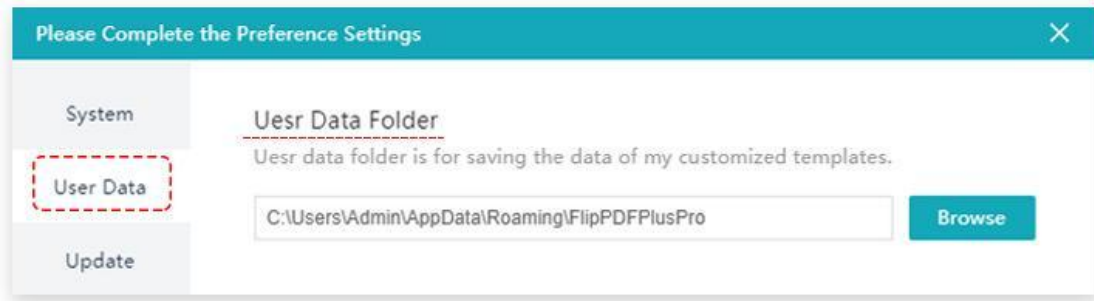 Please Complete the Preference Settings
System
Uesr Data Folder
Uesr data folder is for saving the data of my customized templates.
User Data
C:\Users\Admin\AppData\Roaming\FlipPDFPlusPro
Browse
Update